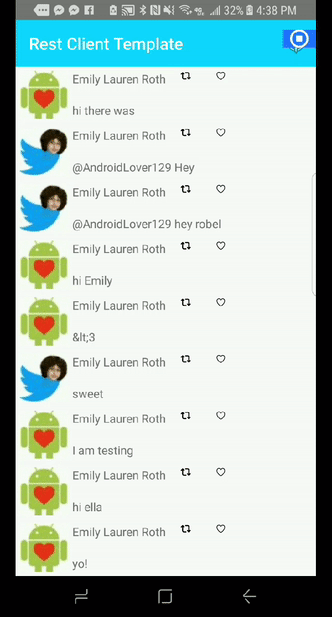 32% 4:38 PM
Rest Client Template
Emily Lauren Roth
hi there was
Emily Lauren Roth
@AndroidLover129 Hey
Emily Lauren Roth
@AndroidLover129 hey robel
Emily Lauren Roth
hi Emily
Emily Lauren Roth
&lt;3
Emily Lauren Roth
sweet
Emily Lauren Roth
I am testing
Emily Lauren Roth
hi ella
Emily Lauren Roth
yo!